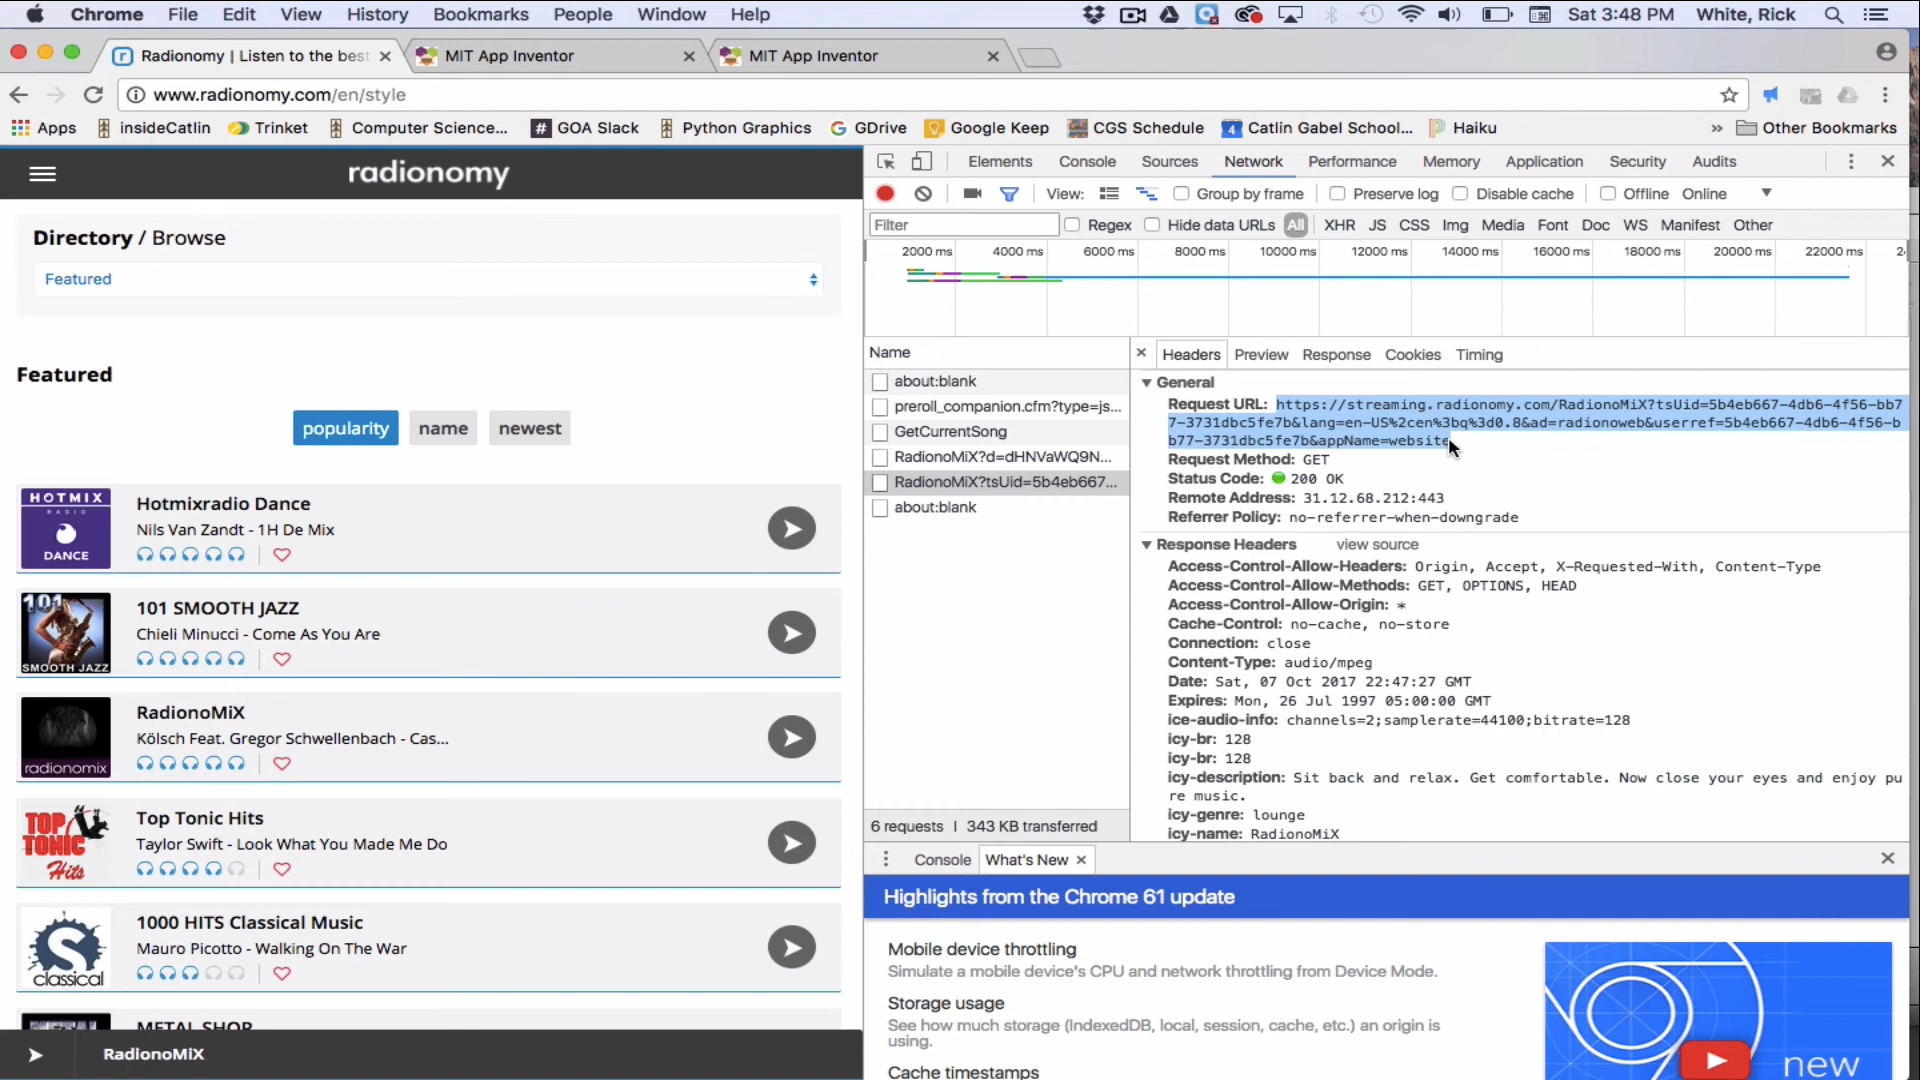 Chrome File Edit View History Bookmarks People Window Help Sat 3:48 PM White, Rick
Radionomy | Listen to the best
MIT App Inventor
MIT App Inventor
www.radionomy.com/en/style
Apps insideCatlin Trinket Computer Science... GOA Slack Python Graphics GDrive Google Keep CGS Schedule Catlin Gabel School... Haiku » Other Bookmarks
radionomy
Directory / Browse
Featured
Featured
popularity name newest
HOTMIX
RADIO
DANCE
Hotmixradio Dance
Nils Van Zandt - 1H De Mix
101
SMOOTH JAZZ
101 SMOOTH JAZZ
Chieli Minucci - Come As You Are
radionomix
RadionoMiX
Kölsch Feat. Gregor Schwellenbach - Cas...
TOP
TONIC
Hits
Top Tonic Hits
Taylor Swift - Look What You Made Me Do
S
classical
1000 HITS Classical Music
Mauro Picotto - Walking On The War
METAL SHOP
RadionoMiX
Elements Console Sources Network Performance Memory Application Security Audits
View: Group by frame Preserve log Disable cache Offline Online
Filter Regex Hide data URLs All XHR JS CSS Img Media Font Doc WS Manifest Other
2000 ms 4000 ms 6000 ms 8000 ms 10000 ms 12000 ms 14000 ms 16000 ms 18000 ms 20000 ms 22000 ms 2
Name
about:blank
preroll_companion.cfm?type=js...
GetCurrentSong
RadionoMiX?d=dHNVaWQ9N...
RadionoMiX?tsUid=5b4eb667...
about:blank
6 requests | 343 KB transferred
Headers Preview Response Cookies Timing
General
Request URL: https://streaming.radionomy.com/RadionoMiX?tsUid=5b4eb667-4db6-4f56-bb7
7-3731dbc5fe7b&lang=en-US%2cen%3bq%3d0.8&ad=radionoweb&userref=5b4eb667-4db6-4f56-b
b77-3731dbc5fe7b&appName=website
Request Method: GET
Status Code: 200 OK
Remote Address: 31.12.68.212:443
Referrer Policy: no-referrer-when-downgrade
Response Headers view source
Access-Control-Allow-Headers: Origin, Accept, X-Requested-With, Content-Type
Access-Control-Allow-Methods: GET, OPTIONS, HEAD
Access-Control-Allow-Origin: *
Cache-Control: no-cache, no-store
Connection: close
Content-Type: audio/mpeg
Date: Sat, 07 Oct 2017 22:47:27 GMT
Expires: Mon, 26 Jul 1997 05:00:00 GMT
ice-audio-info: channels=2;samplerate=44100;bitrate=128
icy-br: 128
icy-br: 128
icy-description: Sit back and relax. Get comfortable. Now close your eyes and enjoy pu
re music.
icy-genre: lounge
icy-name: RadionoMiX
Console What's New
Highlights from the Chrome 61 update
Mobile device throttling
Simulate a mobile device's CPU and network throttling from Device Mode.
Storage usage
See how much storage (IndexedDB, local, session, cache, etc.) an origin is
using.
Cache timestamps
new